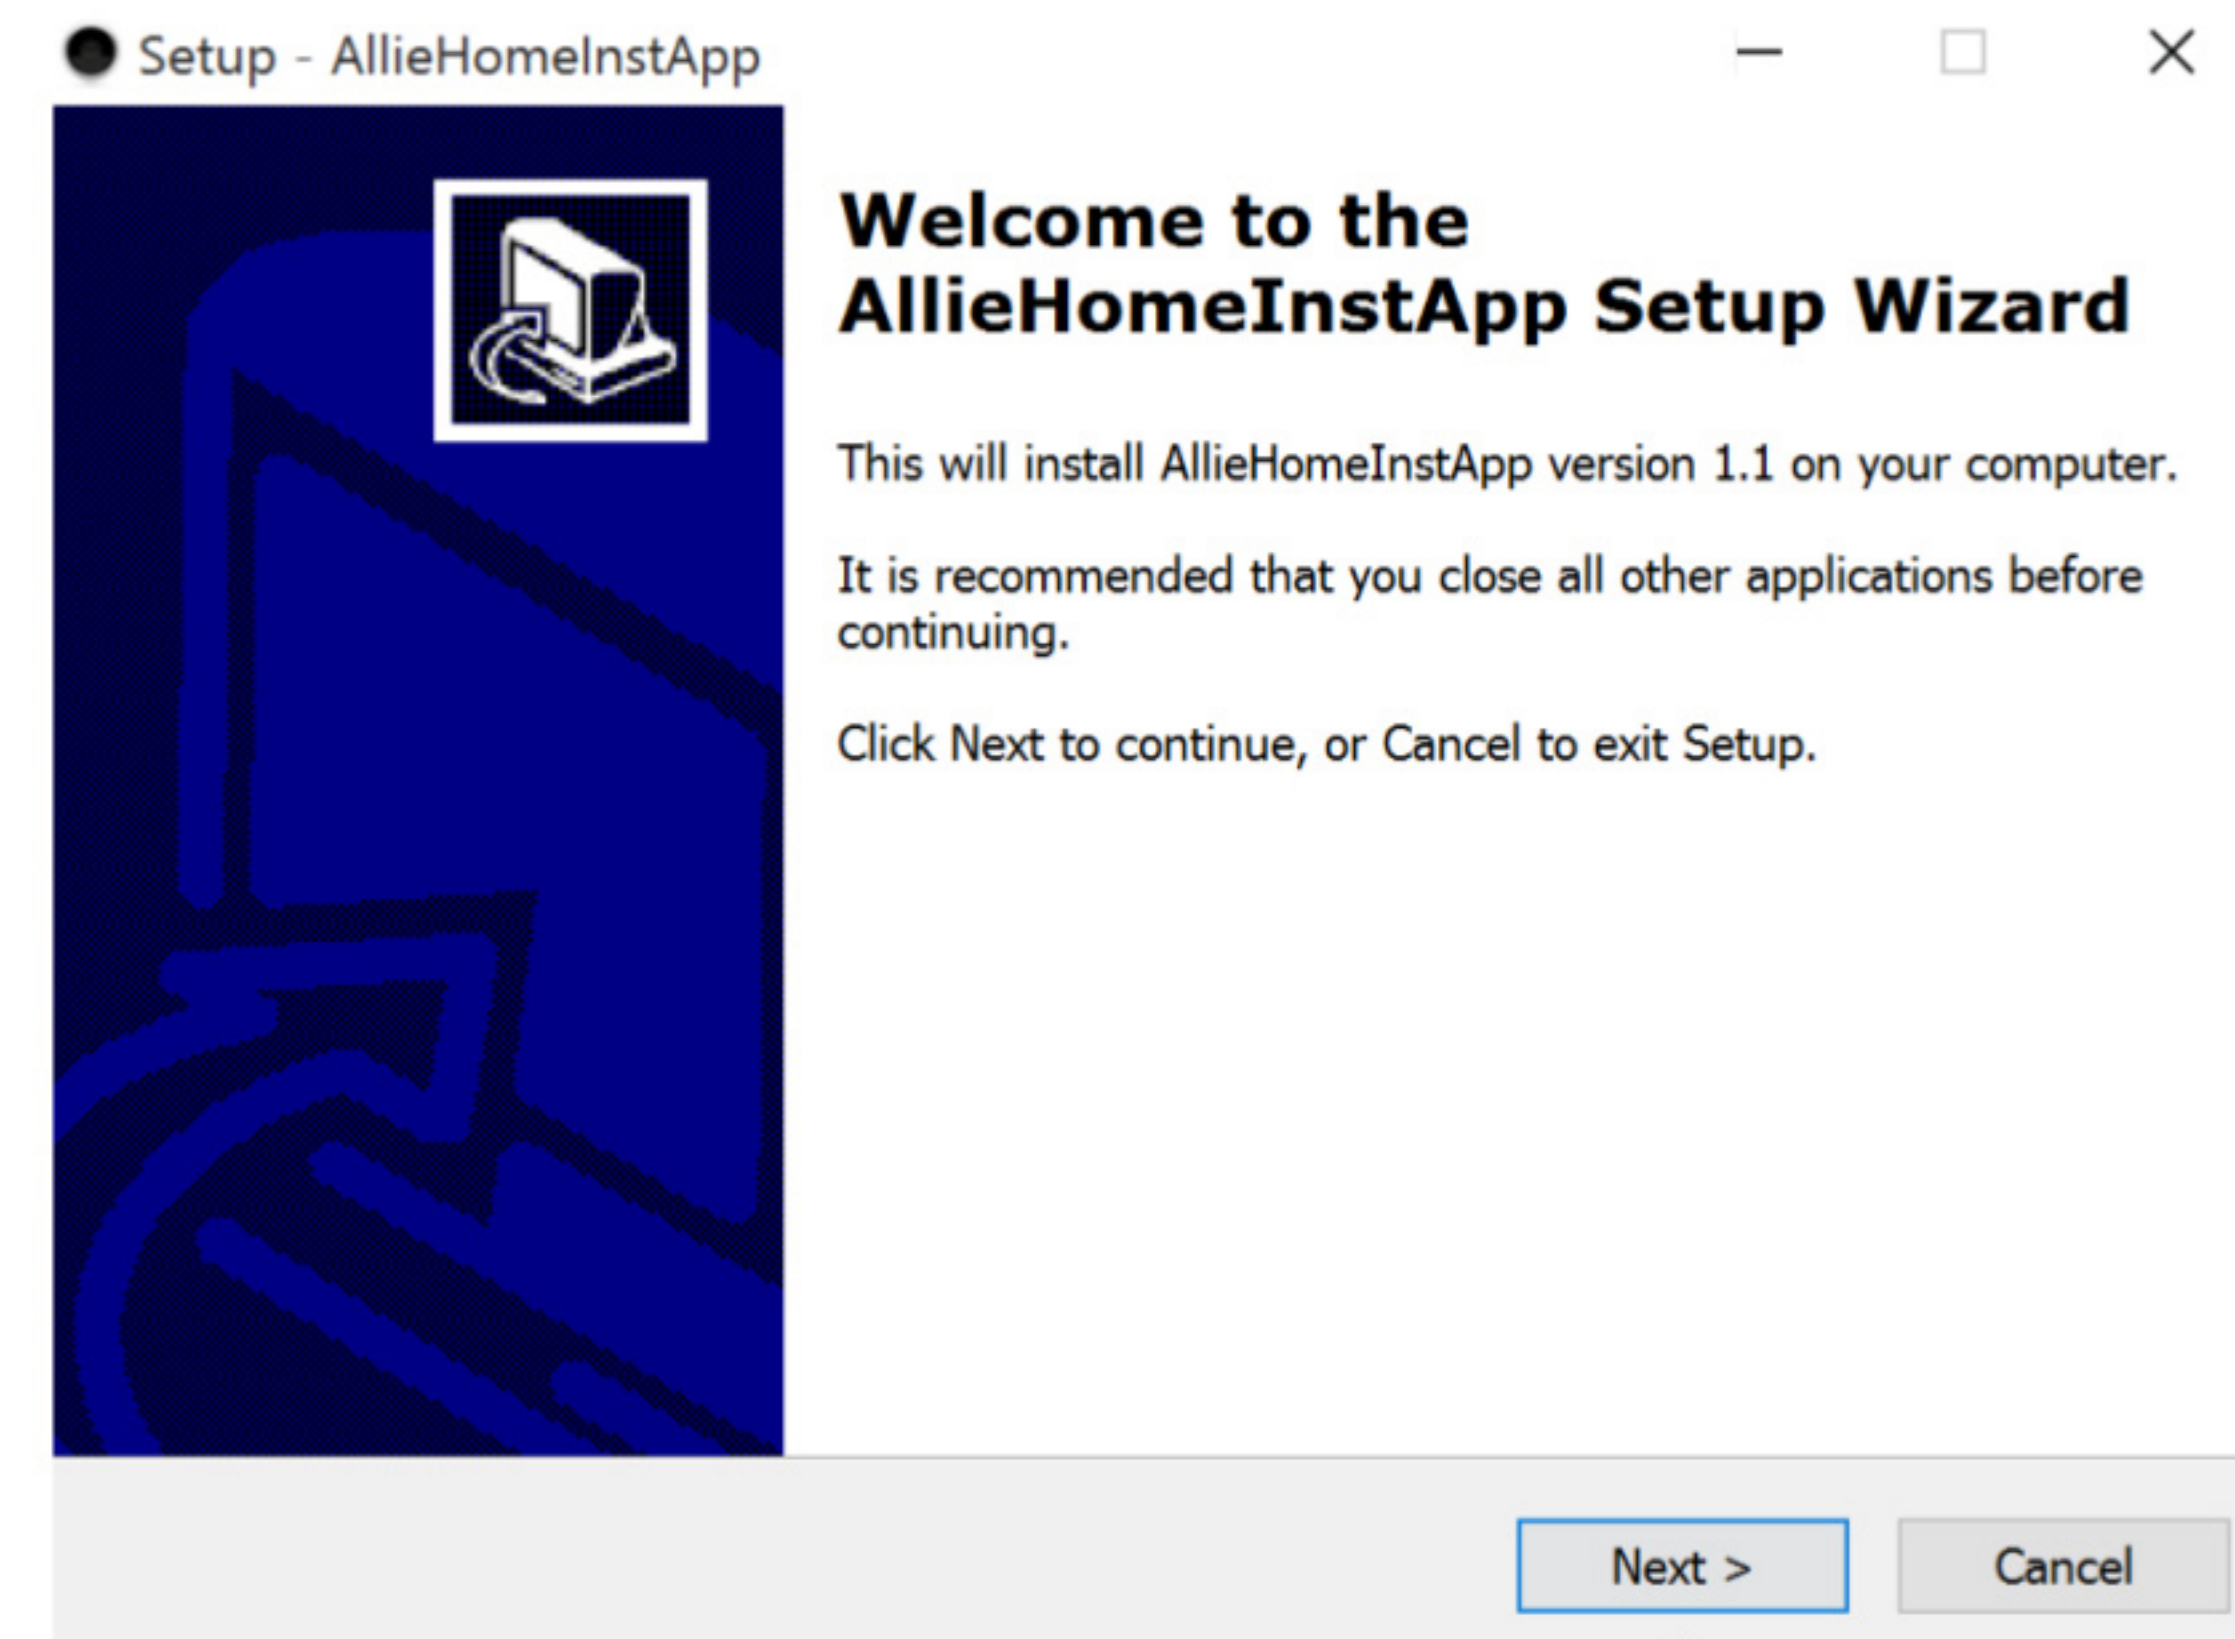 Setup - AllieHomeInstApp
Welcome to the
AllieHomeInstApp Setup Wizard
This will install AllieHomeInstApp version 1.1 on your computer.
It is recommended that you close all other applications before
continuing.
Click Next to continue, or Cancel to exit Setup.
Next >
Cancel